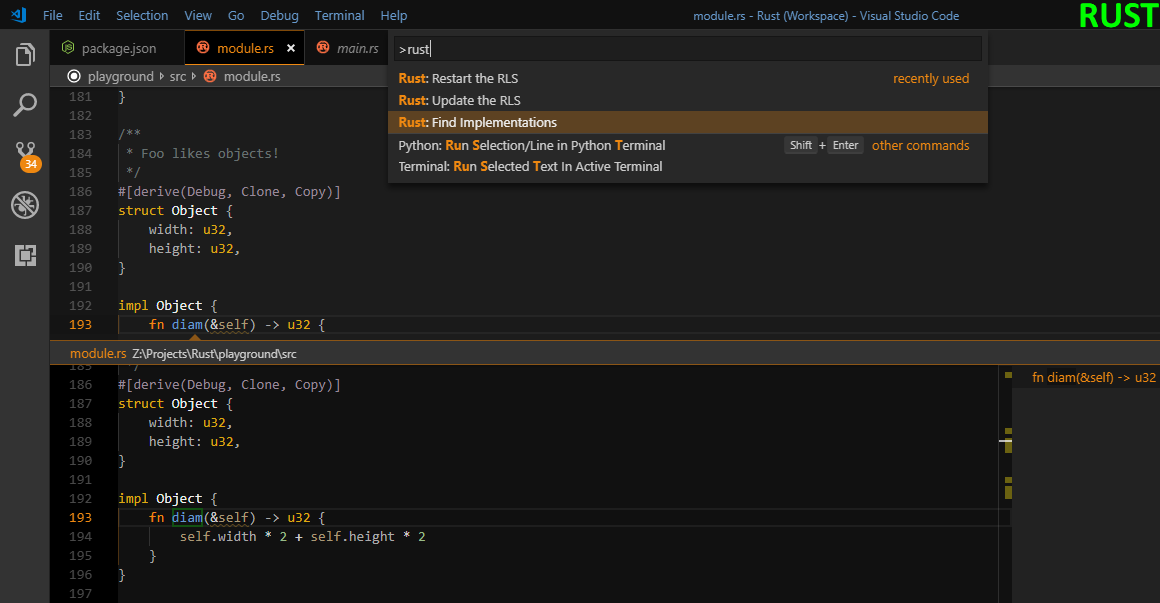 File Edit Selection View Go Debug Terminal Help module.rs - Rust (Workspace) - Visual Studio Code RUST
package.json module.rs × main.rs
>rust
playground src module.rs
Rust: Restart the RLS recently used
Rust: Update the RLS
Rust: Find Implementations
Python: Run Selection/Line in Python Terminal Shift + Enter other commands
Terminal: Run Selected Text In Active Terminal
34
181 }
182
183 /**
184 * Foo likes objects!
185 */
186 #[derive(Debug, Clone, Copy)]
187 struct Object {
188 width: u32,
189 height: u32,
190 }
191
192 impl Object {
193 fn diam(&self) -> u32 {
module.rs Z:\Projects\Rust\playground\src
185 */
186 #[derive(Debug, Clone, Copy)]
187 struct Object {
188 width: u32,
189 height: u32,
190 }
191
192 impl Object {
193 fn diam(&self) -> u32 {
194 self.width * 2 + self.height * 2
195 }
196 }
197
fn diam(&self) -> u32